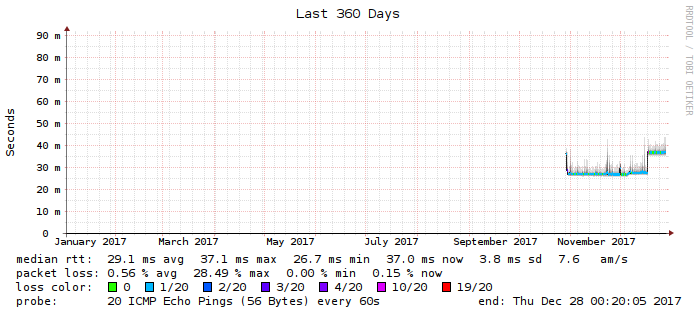 Last 360 Days
RRDTOOL / TOBI OETIKER
Seconds
90 m
80 m
70 m
60 m
50 m
40 m
30 m
20 m
10 m
0
January 2017 March 2017 May 2017 July 2017 September 2017 November 2017
median rtt: 29.1 ms avg 37.1 ms max 26.7 ms min 37.0 ms now 3.8 ms sd 7.6 am/s
packet loss: 0.56 % avg 28.49 % max 0.00 % min 0.15 % now
loss color: 0 1/20 2/20 3/20 4/20 10/20 19/20
probe: 20 ICMP Echo Pings (56 Bytes) every 60s end: Thu Dec 28 00:20:05 2017